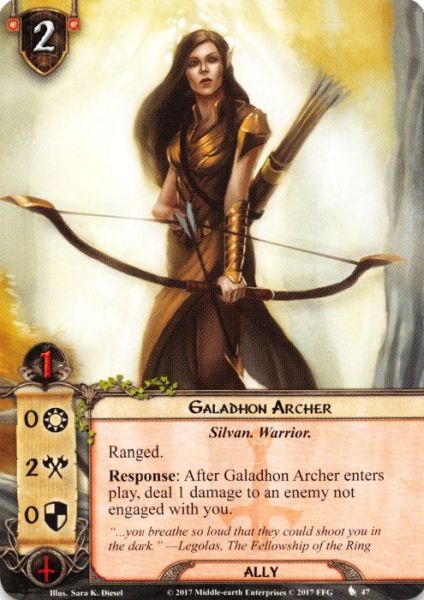 2
1
0
2
0
Galadhon Archer
Silvan. Warrior.
Ranged.
Response: After Galadhon Archer enters
play, deal 1 damage to an enemy not
engaged with you.
“...you breathe so loud that they could shoot you in
the dark.” —Legolas, The Fellowship of the Ring
ALLY
Illus. Sara K. Diesel
© 2017 Middle-earth Enterprises © 2017 FFG
47